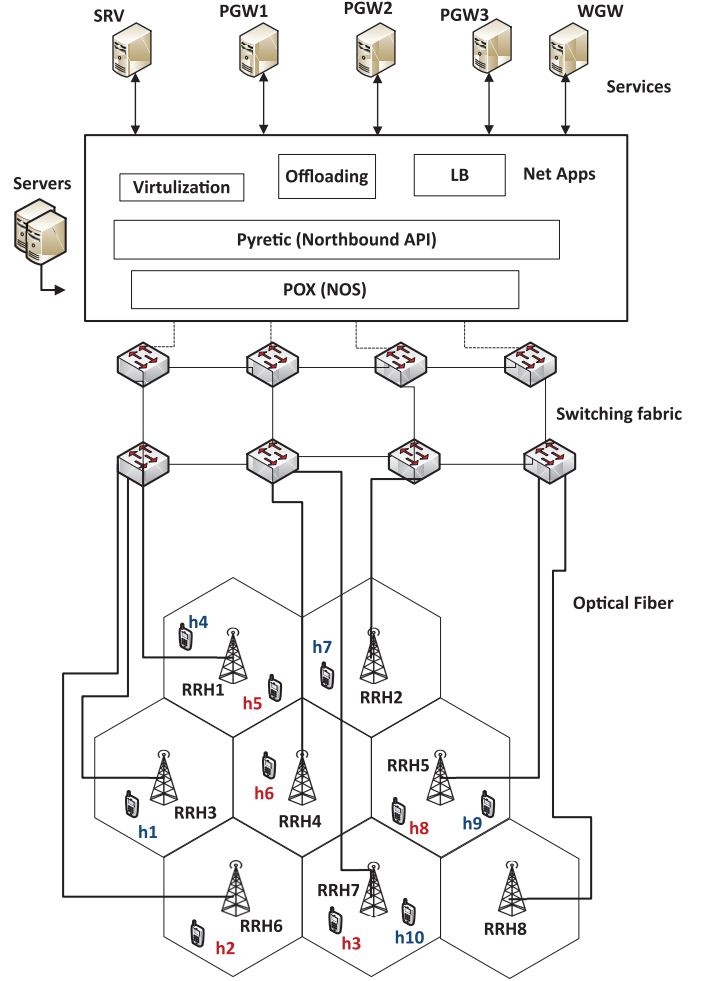 SRV
PGW1
PGW2
PGW3
WGW
Services
Servers
Virtulization
Offloading
LB
Net Apps
Pyretic (Northbound API)
POX (NOS)
Switching fabric
Optical Fiber
h4
h7
RRH1
h5
RRH2
h6
RRH5
RRH3
RRH4
h1
h8
h9
RRH7
RRH6
RRH8
h2
h3
h10